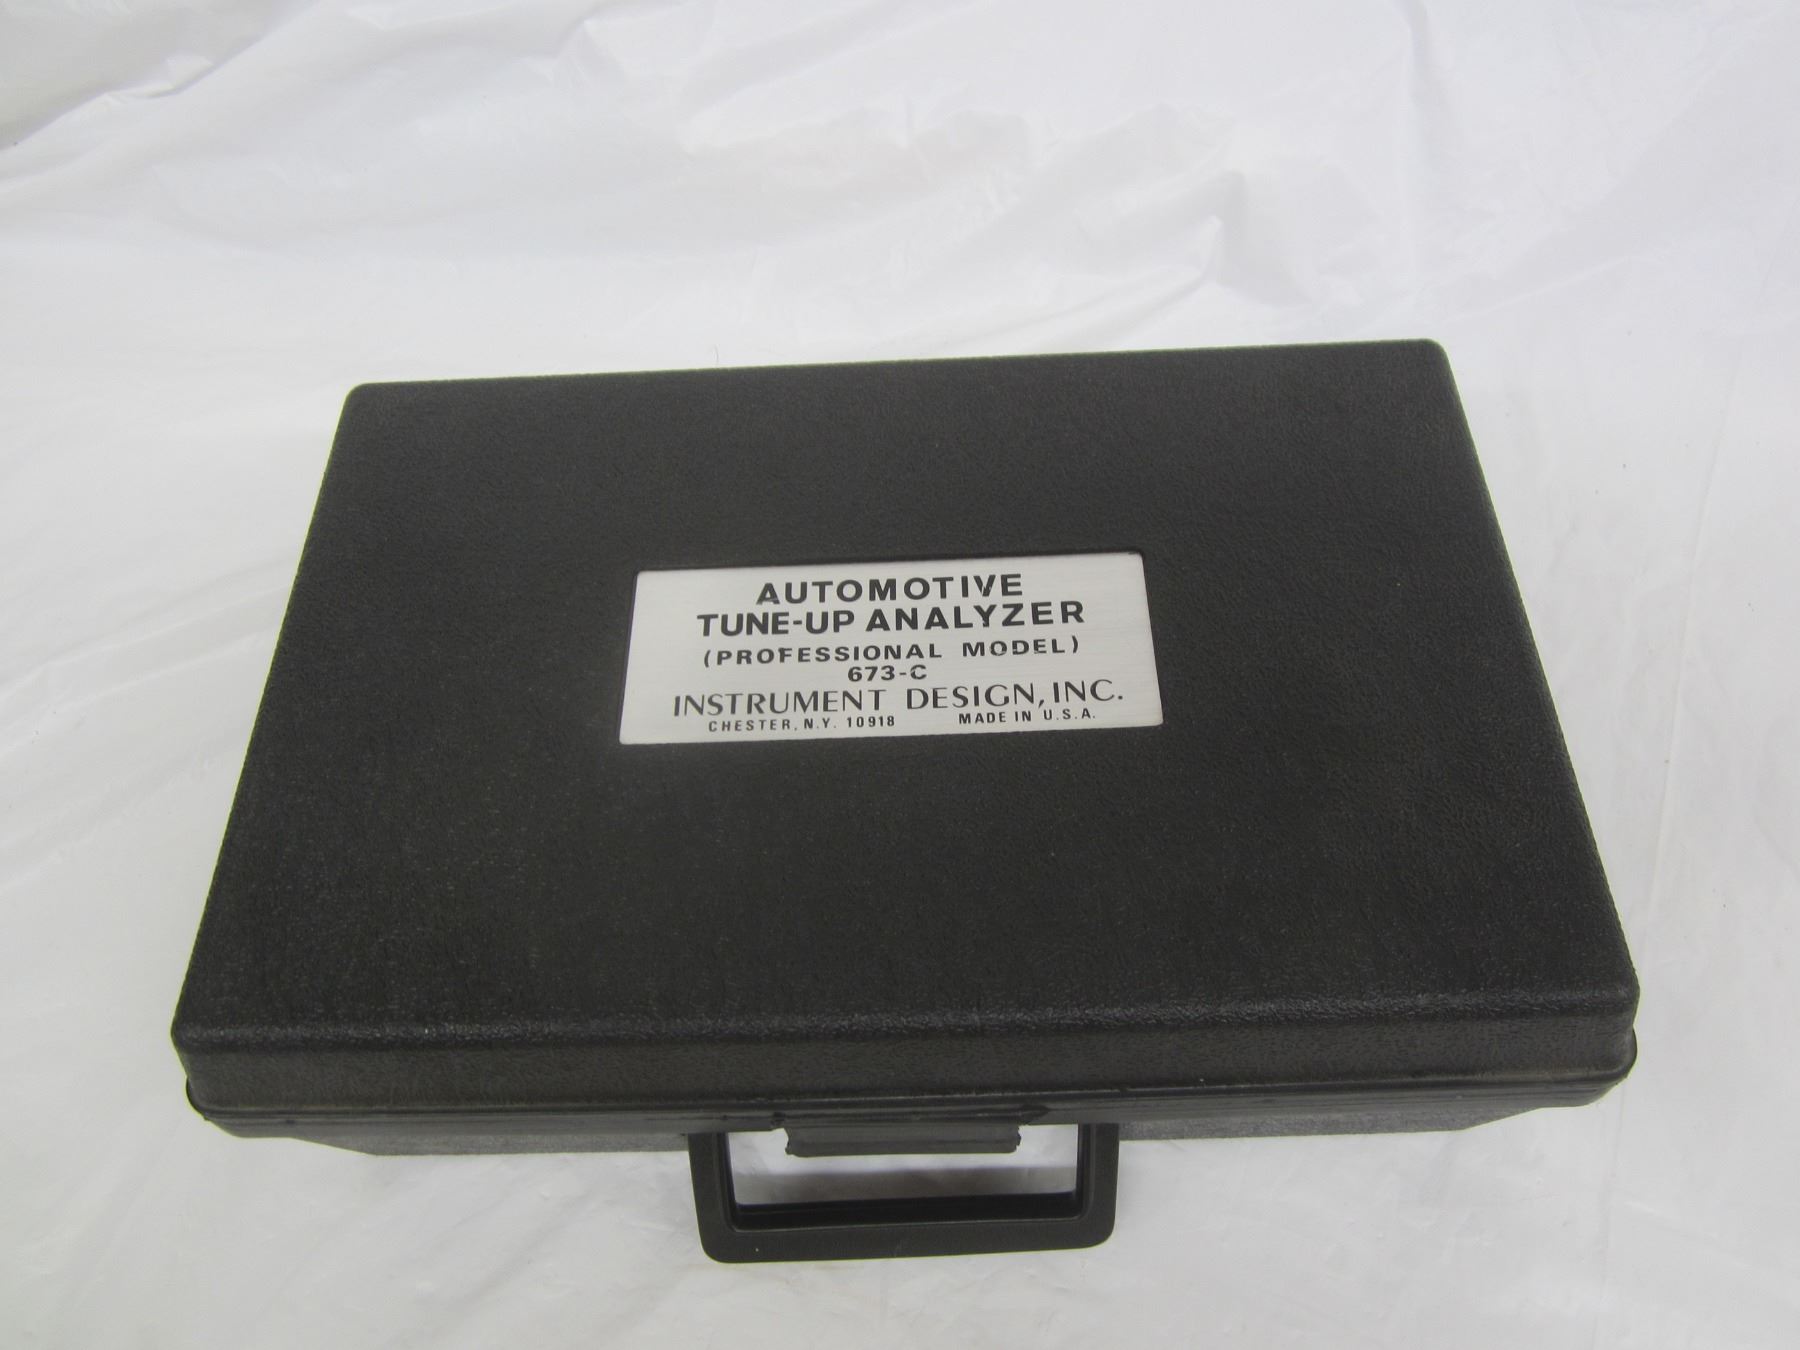 AUTOMOTIVE
TUNE-UP ANALYZER
(PROFESSIONAL MODEL)
673-C
INSTRUMENT DESIGN, INC.
CHESTER, N.Y. 10918 MADE IN U.S.A.